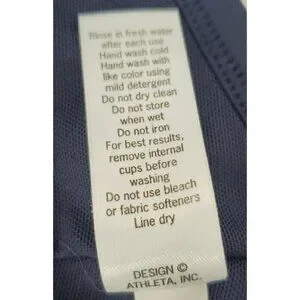 Rinse in fresh water
after each use
Hand wash cold
Hand wash with
like color using
mild detergent
Do not dry clean
Do not store
when wet
Do not iron
For best results,
remove internal
cups before
washing
Do not use bleach
or fabric softeners
Line dry
DESIGN ©
ATHLETA, INC.